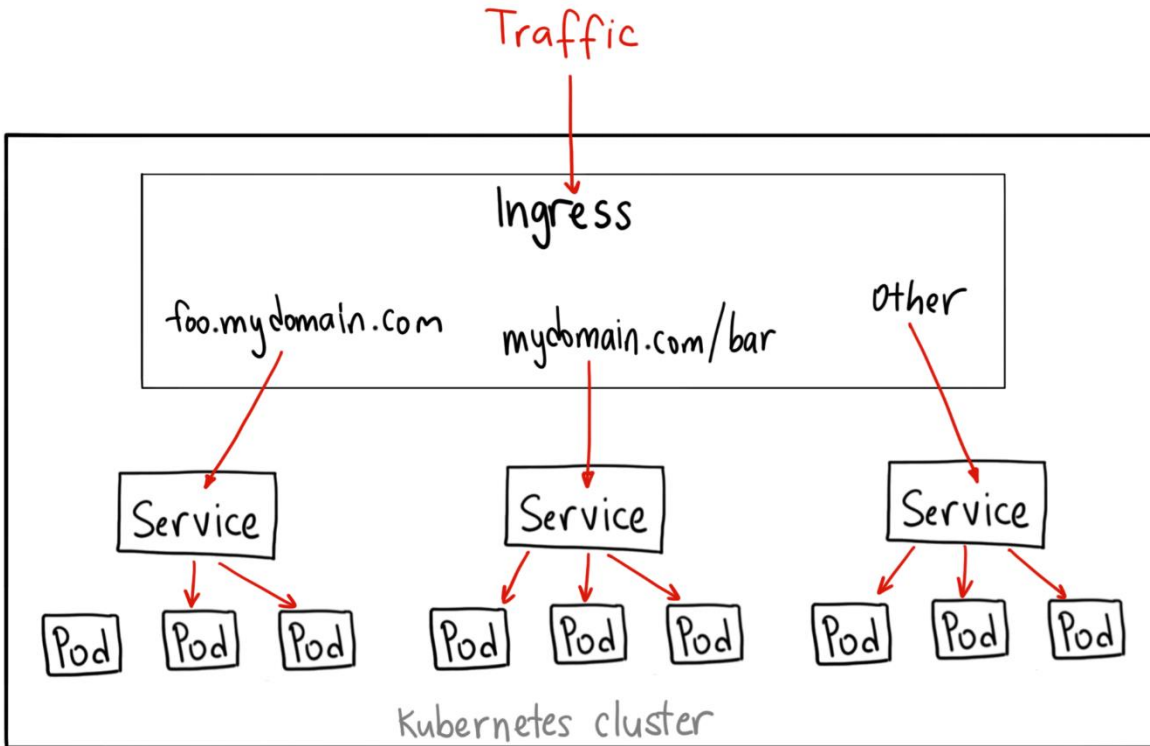 Traffic
Ingress
foo.mydomain.com
mydomain.com/bar
Other
Service
Service
Service
Pod
Pod
Pod
Pod
Pod
Pod
Pod
Pod
Pod
Kubernetes cluster